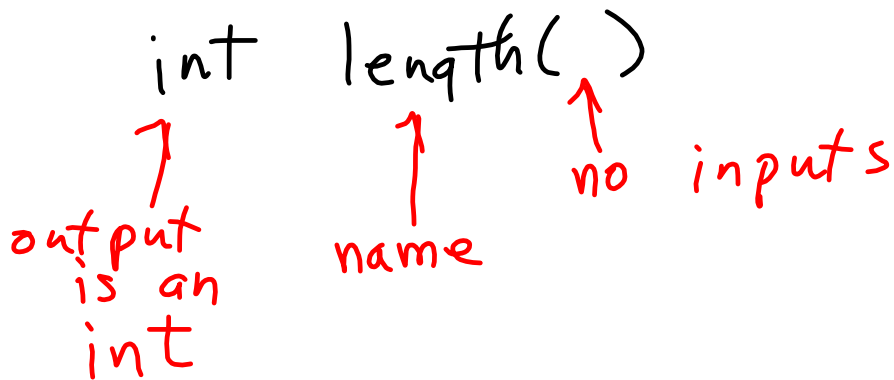 int length( )
no inputs
output
is an
int
name